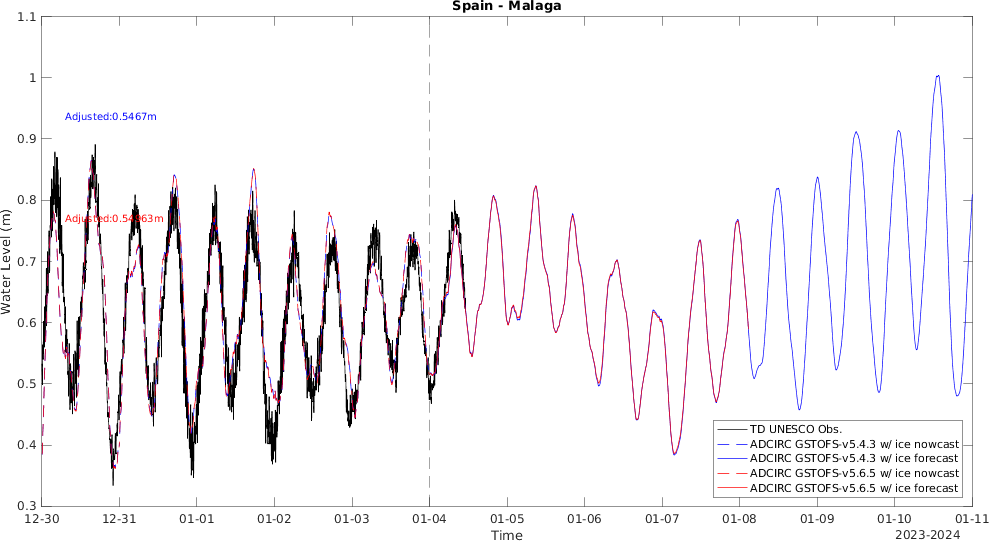 Spain - Malaga
1.1
1
0.9
0.8
0.7
0.6
0.5
0.4
0.3
Water Level (m)
Adjusted:0.5467m
Adjusted:0.54963m
TD UNESCO Obs.
ADCIRC GSTOFS-v5.4.3 w/ ice nowcast
ADCIRC GSTOFS-v5.4.3 w/ ice forecast
ADCIRC GSTOFS-v5.6.5 w/ ice nowcast
ADCIRC GSTOFS-v5.6.5 w/ ice forecast
12-30 12-31 01-01 01-02 01-03 01-04 01-05 01-06 01-07 01-08 01-09 01-10 01-11
Time
2023-2024